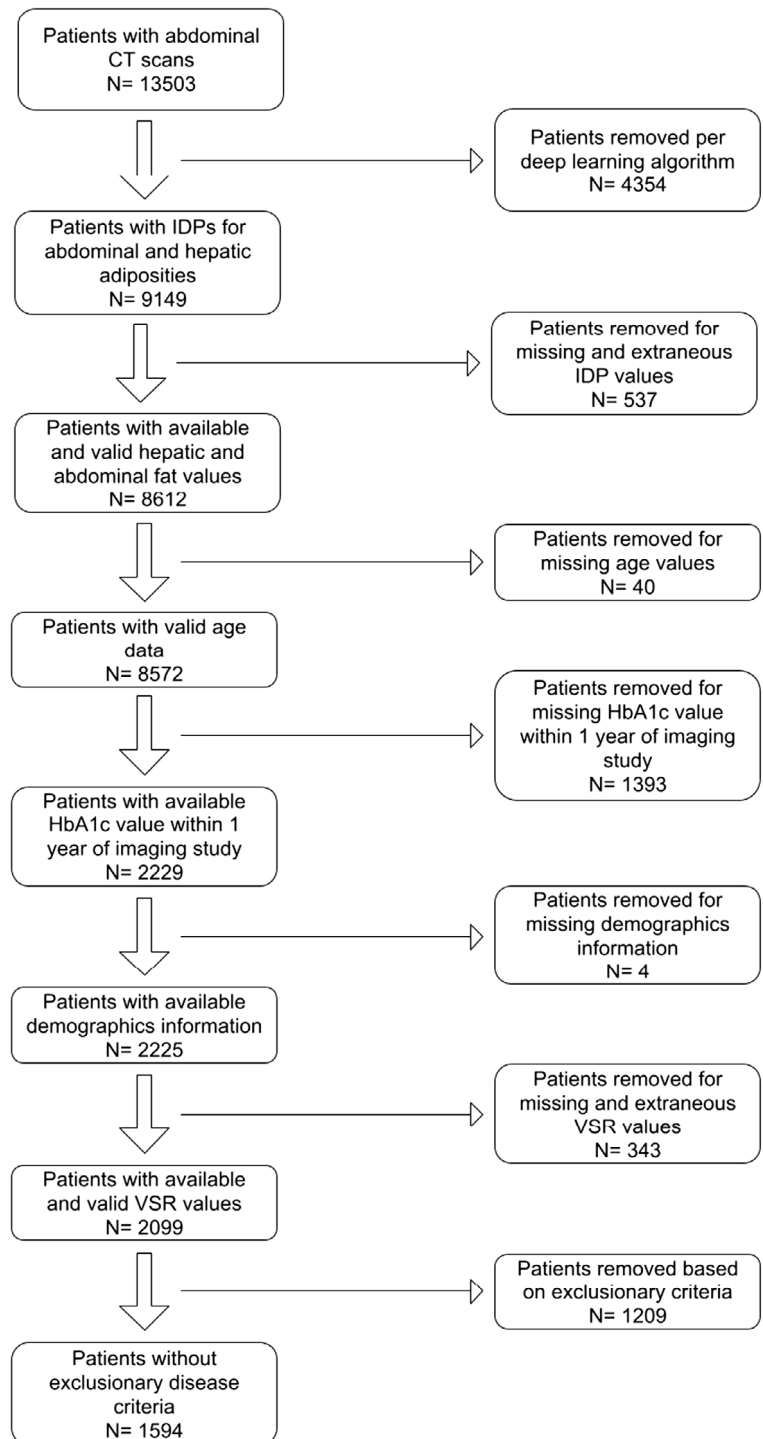 Patients with abdominal
CT scans
N= 13503
Patients removed per
deep learning algorithm
N= 4354
Patients with IDPs for
abdominal and hepatic
adiposities
N= 9149
Patients removed for
missing and extraneous
IDP values
N= 537
Patients with available
and valid hepatic and
abdominal fat values
N= 8612
Patients removed for
missing age values
N= 40
Patients with valid age
data
N= 8572
Patients removed for
missing HbA1c value
within 1 year of imaging
study
N= 1393
Patients with available
HbA1c value within 1
year of imaging study
N= 2229
Patients removed for
missing demographics
information
N= 4
Patients with available
demographics information
N= 2225
Patients removed for
missing and extraneous
VSR values
N= 343
Patients with available
and valid VSR values
N= 2099
Patients removed based
on exclusionary criteria
N= 1209
Patients without
exclusionary disease
criteria
N= 1594